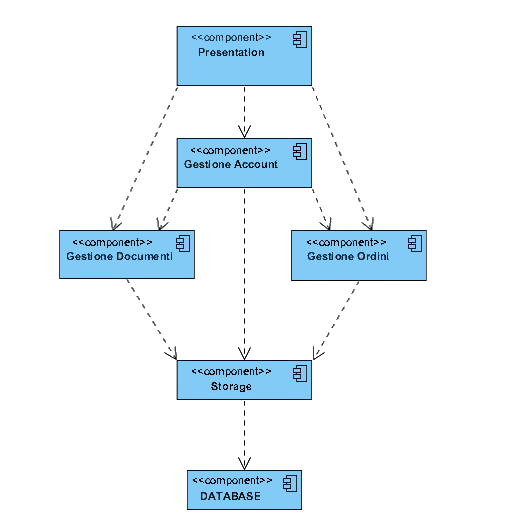 <<component>>
Presentation
<<component>>
Gestione Account
<<component>>
Gestione Documenti
<<component>>
Gestione Ordini
<<component>>
Storage
<<component>>
DATABASE